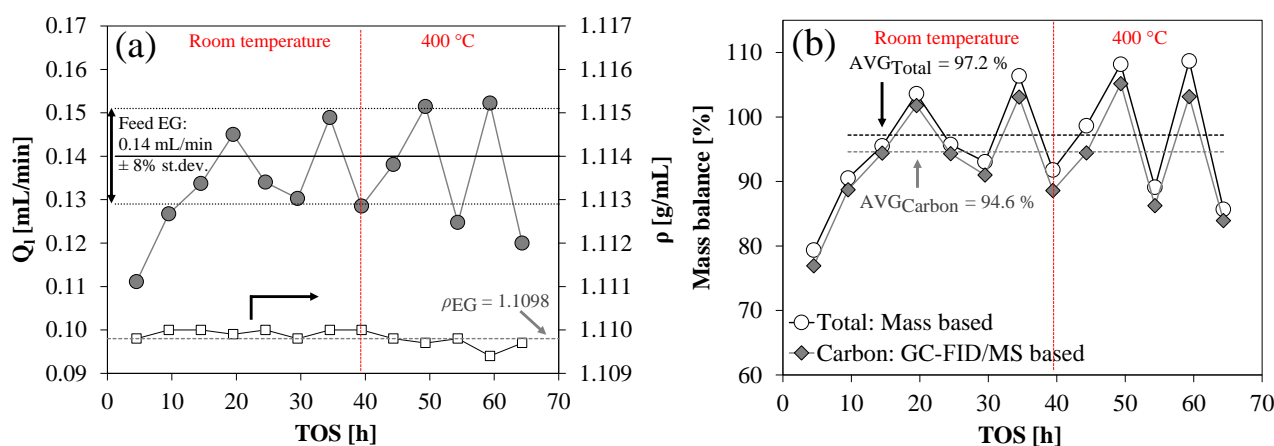 (a)
Room temperature
400 °C
Feed EG:
0.14 mL/min
± 8% st.dev.
ρEG = 1.1098
0.17
0.16
0.15
0.14
0.13
0.12
0.11
0.10
0.09
Ql [mL/min]
1.117
1.116
1.115
1.114
1.113
1.112
1.111
1.110
1.109
ρ [g/mL]
0 10 20 30 40 50 60 70
TOS [h]
(b)
Room temperature
400 °C
AVGTotal = 97.2 %
AVGCarbon = 94.6 %
Total: Mass based
Carbon: GC-FID/MS based
110
100
90
80
70
60
Mass balance [%]
0 10 20 30 40 50 60 70
TOS [h]